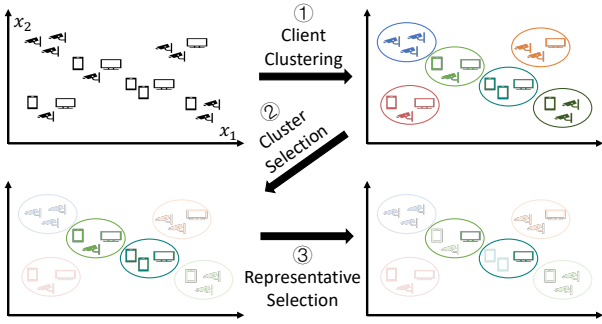 x₂
①
Client
Clustering
x₁
②
Cluster
Selection
③
Representative
Selection